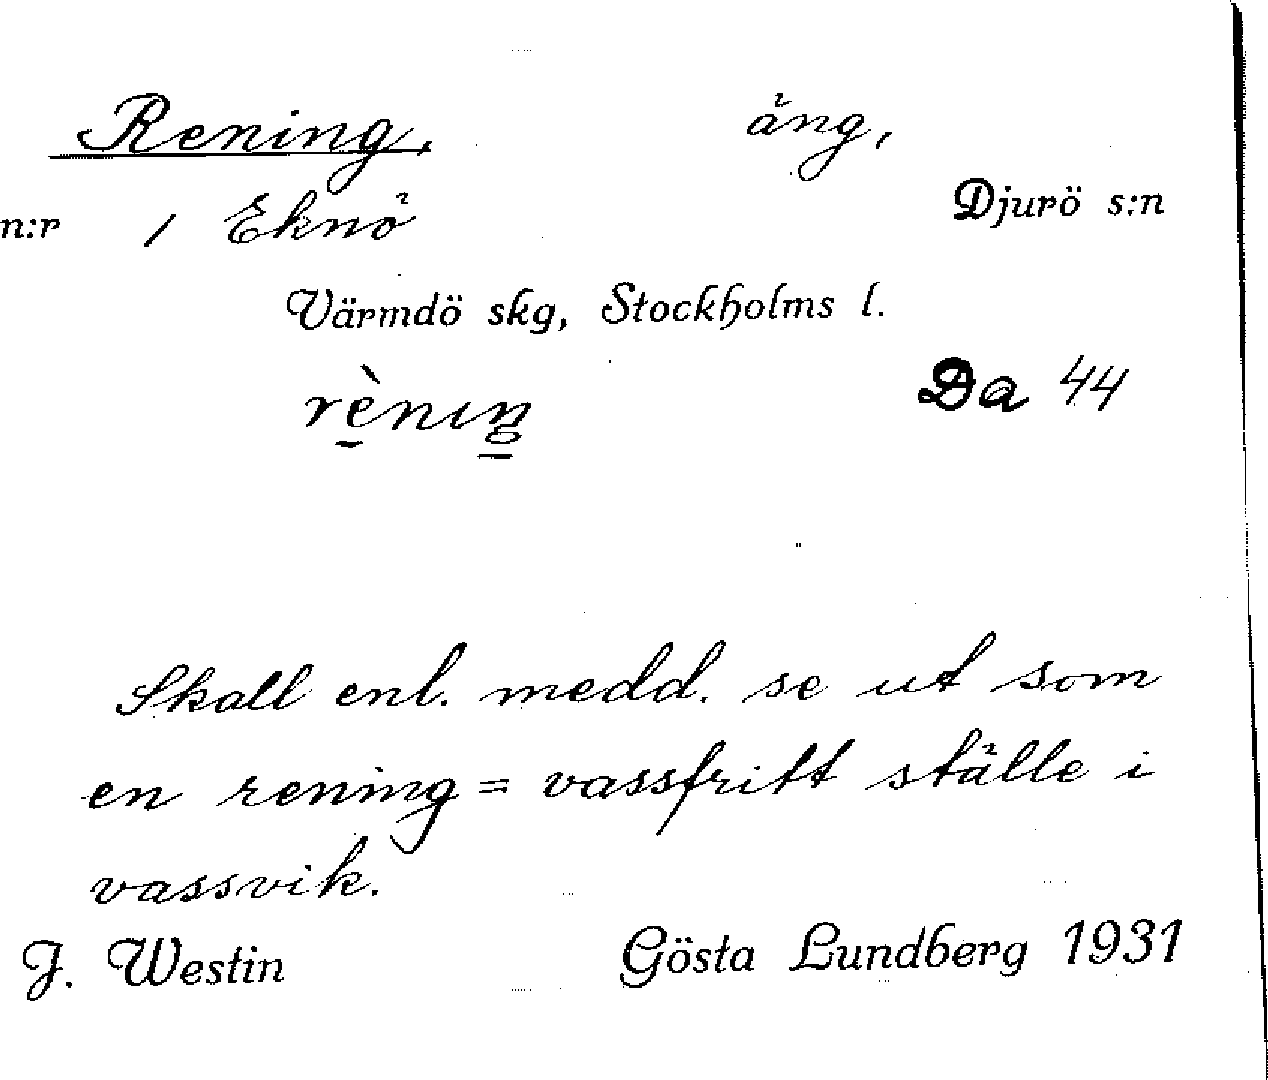 Rening, äng,
n:r 1 Eknö Djurö s:n
Värmdö skg, Stockholms l.
rèniŋ Da 44
Skall enl. medd. se ut som
en rening = vassfritt ställe i
vassvik.
J. Westin Gösta Lundberg 1931